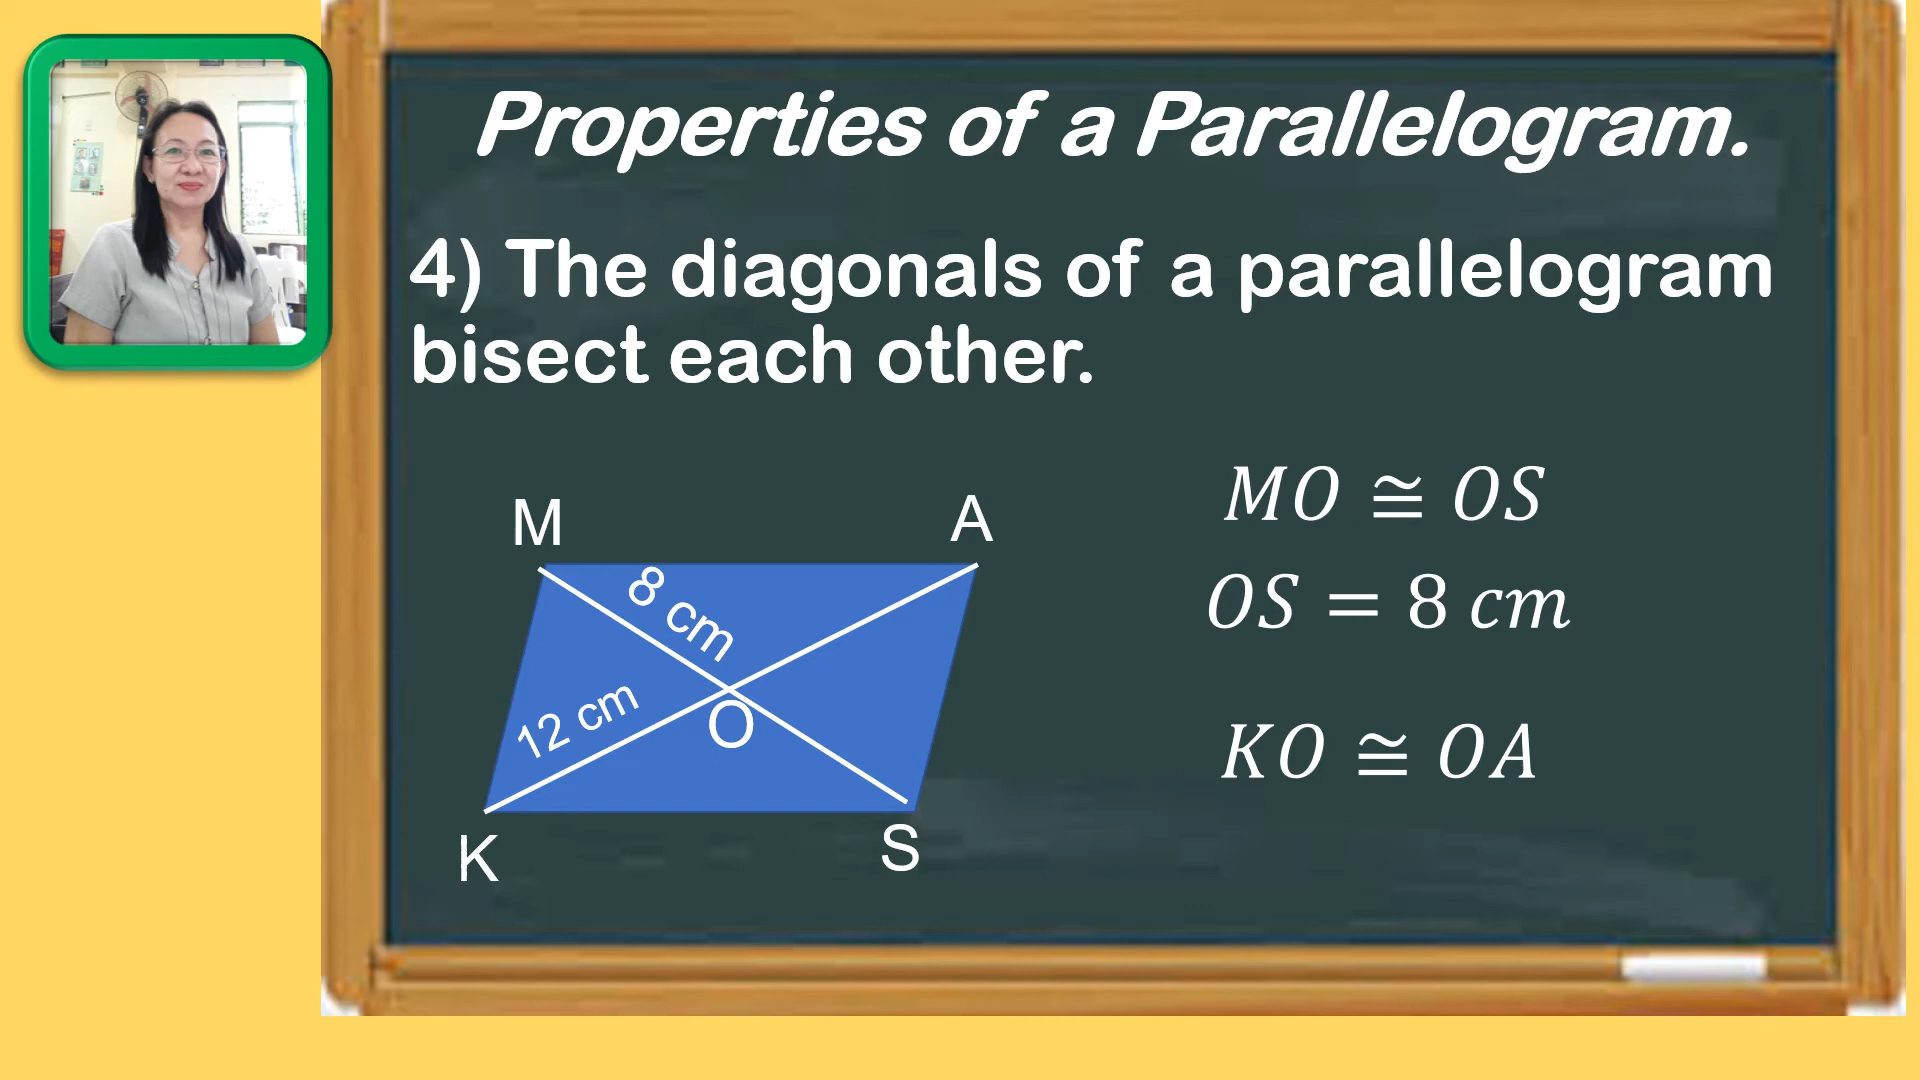 Properties of a Parallelogram.
4) The diagonals of a parallelogram
bisect each other.
M
A
8 cm
12 cm
O
K
S
MO ≅ OS
OS = 8 cm
KO ≅ OA